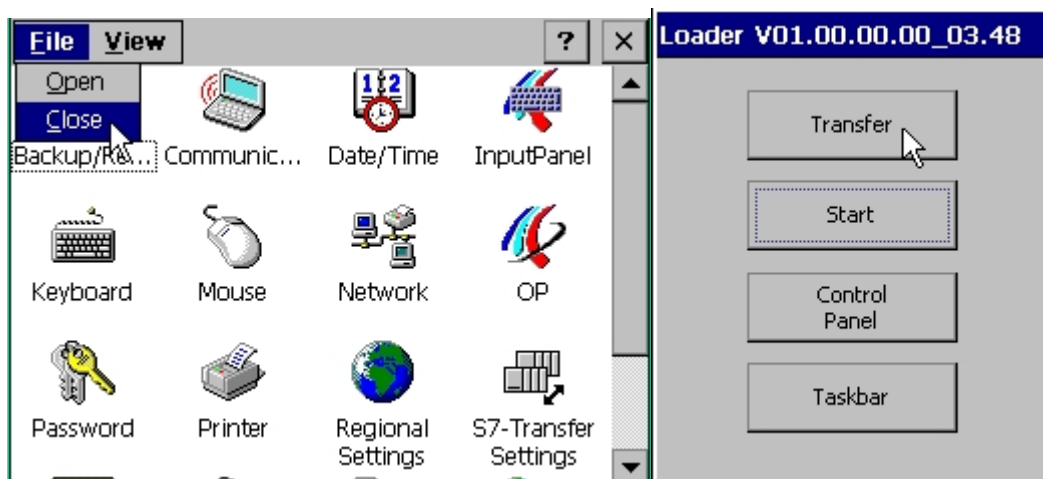 File View ?
Open
Close
Backup/Re... Communic... Date/Time InputPanel
Keyboard Mouse Network OP
Password Printer Regional Settings S7-Transfer Settings
Loader V01.00.00.00_03.48
Transfer
Start
Control
Panel
Taskbar